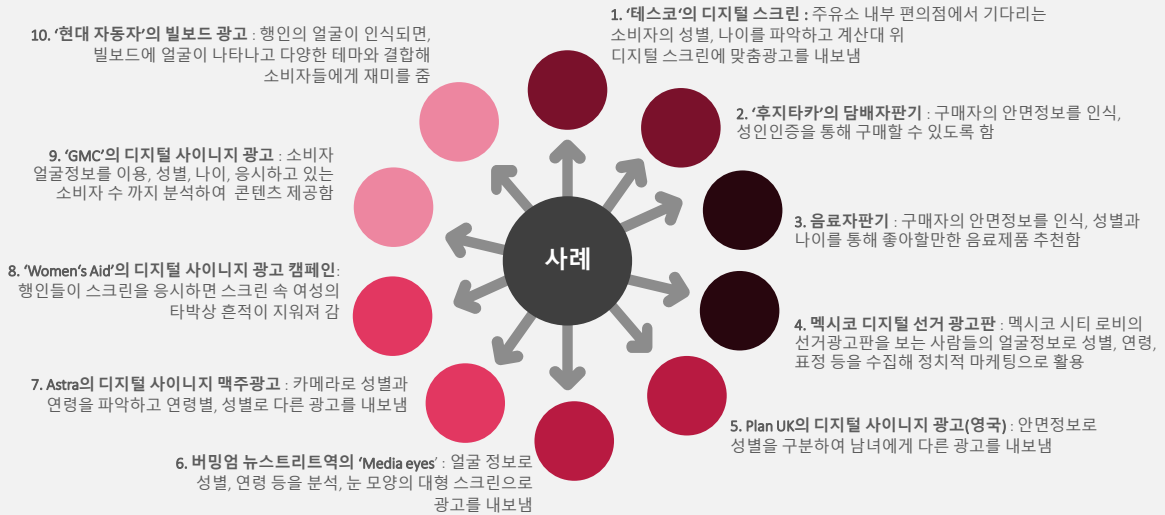 1. ‘테스코‘의 디지털 스크린 : 주유소 내부 편의점에서 기다리는
소비자의 성별, 나이를 파악하고 계산대 위
디지털 스크린에 맞춤광고를 내보냄
2. ‘후지타카’의 담배자판기 : 구매자의 안면정보를 인식,
성인인증을 통해 구매할 수 있도록 함
3. 음료자판기 : 구매자의 안면정보를 인식, 성별과
나이를 통해 좋아할만한 음료제품 추천함
4. 멕시코 디지털 선거 광고판 : 멕시코 시티 로비의
선거광고판을 보는 사람들의 얼굴정보로 성별, 연령,
표정 등을 수집해 정치적 마케팅으로 활용
5. Plan UK의 디지털 사이니지 광고(영국) : 안면정보로
성별을 구분하여 남녀에게 다른 광고를 내보냄
6. 버밍엄 뉴스트리트역의 ‘Media eyes’ : 얼굴 정보로
성별, 연령 등을 분석, 눈 모양의 대형 스크린으로
광고를 내보냄
7. Astra의 디지털 사이니지 맥주광고 : 카메라로 성별과
연령을 파악하고 연령별, 성별로 다른 광고를 내보냄
8. ‘Women‘s Aid’의 디지털 사이니지 광고 캠페인:
행인들이 스크린을 응시하면 스크린 속 여성의
타박상 흔적이 지워져 감
9. ‘GMC’의 디지털 사이니지 광고 : 소비자
얼굴정보를 이용, 성별, 나이, 응시하고 있는
소비자 수 까지 분석하여 콘텐츠 제공함
10. ‘현대 자동자’의 빌보드 광고 : 행인의 얼굴이 인식되면,
빌보드에 얼굴이 나타나고 다양한 테마와 결합해
소비자들에게 재미를 줌
사례